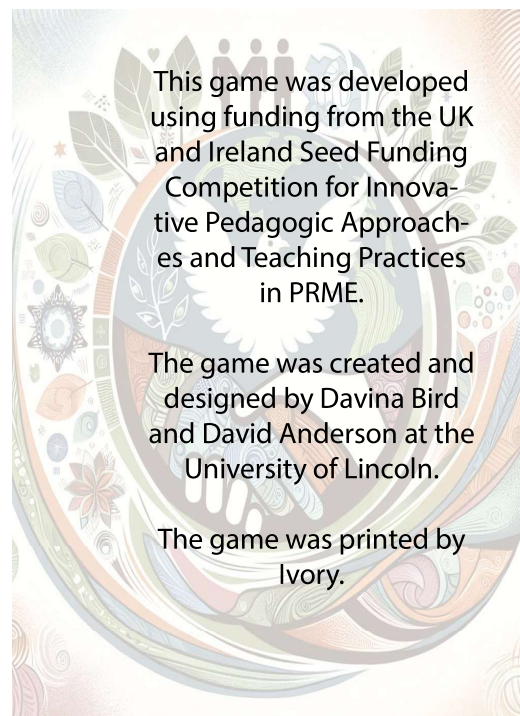 This game was developed
using funding from the UK
and Ireland Seed Funding
Competition for Innova-
tive Pedagogic Approach-
es and Teaching Practices
in PRME.
The game was created and
designed by Davina Bird
and David Anderson at the
University of Lincoln.
The game was printed by
Ivory.